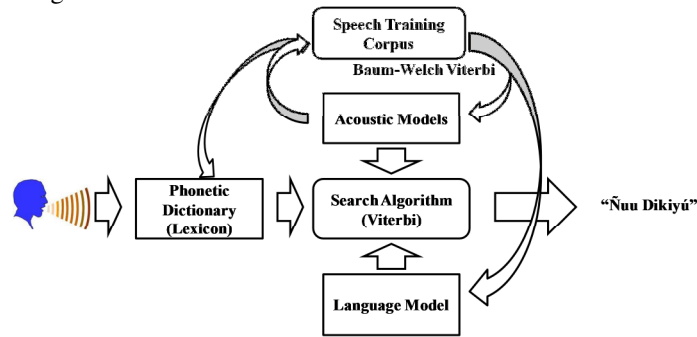 Speech Training
Corpus
Baum-Welch Viterbi
Acoustic Models
Phonetic
Dictionary
(Lexicon)
Search Algorithm
(Viterbi)
“Ñuu Dikiyú”
Language Model